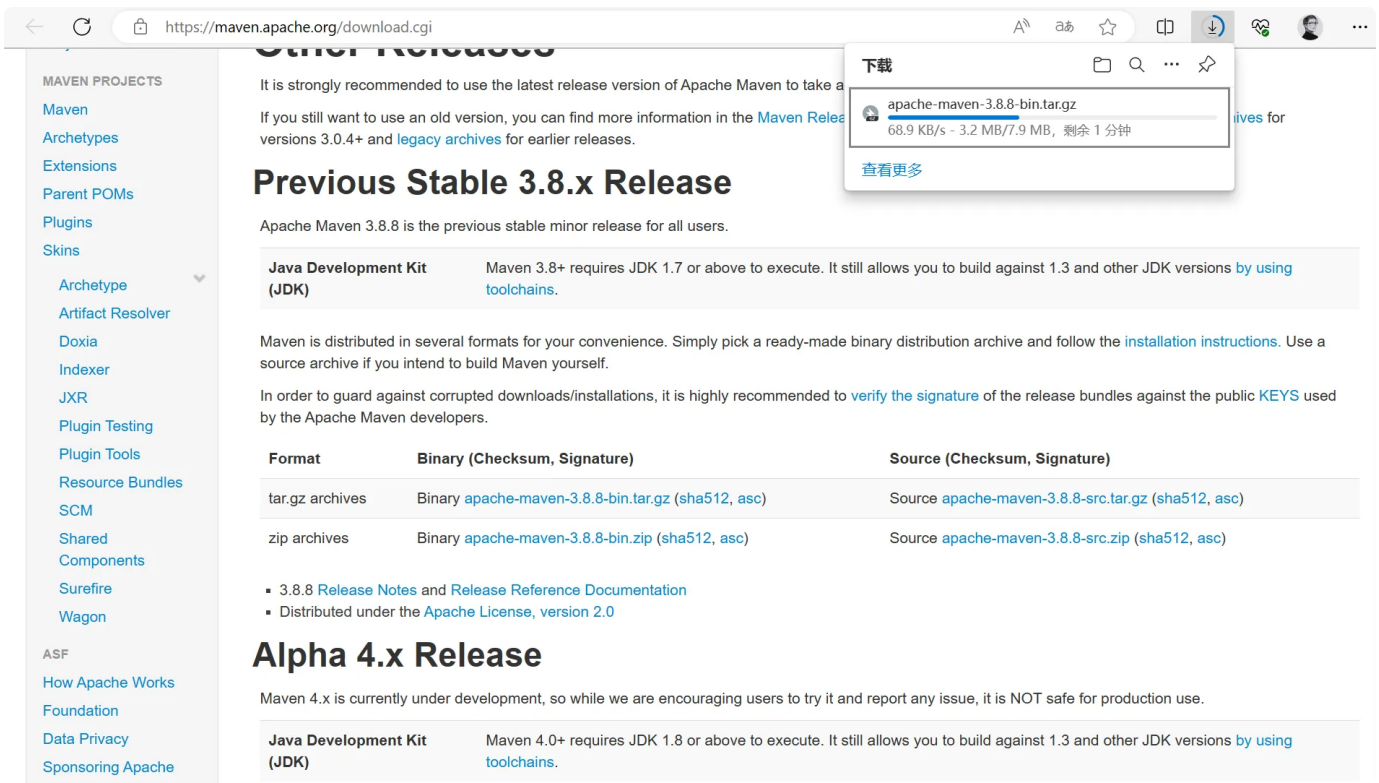 https://maven.apache.org/download.cgi
Other Releases
MAVEN PROJECTS
Maven
Archetypes
Extensions
Parent POMs
Plugins
Skins
Archetype
Artifact Resolver
Doxia
Indexer
JXR
Plugin Testing
Plugin Tools
Resource Bundles
SCM
Shared
Components
Surefire
Wagon
ASF
How Apache Works
Foundation
Data Privacy
Sponsoring Apache
It is strongly recommended to use the latest release version of Apache Maven to take a
If you still want to use an old version, you can find more information in the Maven Relea
ives for
versions 3.0.4+ and legacy archives for earlier releases.
下载
apache-maven-3.8.8-bin.tar.gz
68.9 KB/s - 3.2 MB/7.9 MB，剩余 1 分钟
查看更多
Previous Stable 3.8.x Release
Apache Maven 3.8.8 is the previous stable minor release for all users.
Java Development Kit (JDK) Maven 3.8+ requires JDK 1.7 or above to execute. It still allows you to build against 1.3 and other JDK versions by using
toolchains.
Maven is distributed in several formats for your convenience. Simply pick a ready-made binary distribution archive and follow the installation instructions. Use a
source archive if you intend to build Maven yourself.
In order to guard against corrupted downloads/installations, it is highly recommended to verify the signature of the release bundles against the public KEYS used
by the Apache Maven developers.
Format Binary (Checksum, Signature) Source (Checksum, Signature)
tar.gz archives Binary apache-maven-3.8.8-bin.tar.gz (sha512, asc) Source apache-maven-3.8.8-src.tar.gz (sha512, asc)
zip archives Binary apache-maven-3.8.8-bin.zip (sha512, asc) Source apache-maven-3.8.8-src.zip (sha512, asc)
▪ 3.8.8 Release Notes and Release Reference Documentation
▪ Distributed under the Apache License, version 2.0
Alpha 4.x Release
Maven 4.x is currently under development, so while we are encouraging users to try it and report any issue, it is NOT safe for production use.
Java Development Kit (JDK) Maven 4.0+ requires JDK 1.8 or above to execute. It still allows you to build against 1.3 and other JDK versions by using
toolchains.